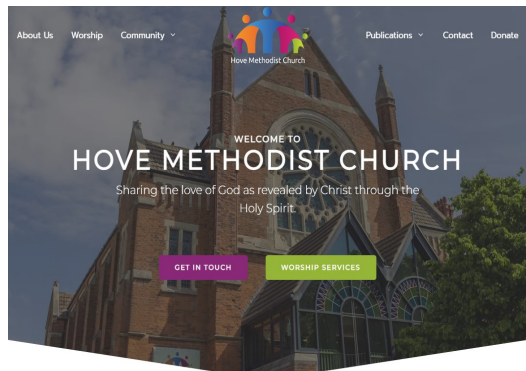 About Us Worship Community Publications Contact Donate
Hove Methodist Church
WELCOME TO
HOVE METHODIST CHURCH
Sharing the love of God as revealed by Christ through the
Holy Spirit.
GET IN TOUCH WORSHIP SERVICES